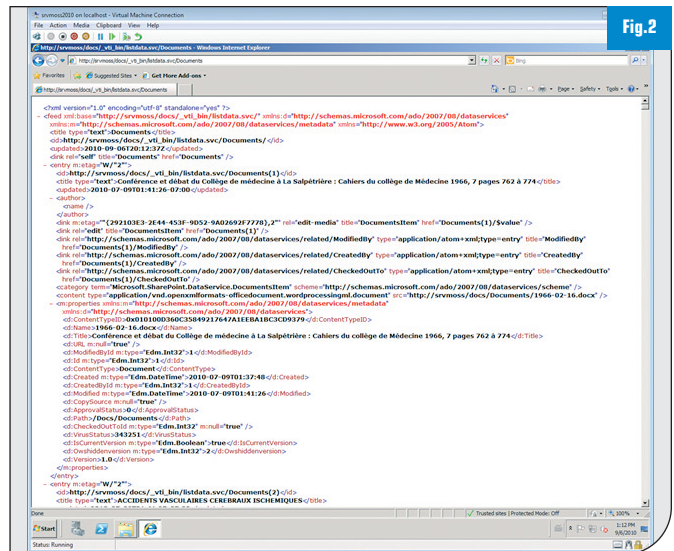 srvmoss2010 on localhost - Virtual Machine Connection
Fig.2
File Action Media Clipboard View Help
http://srvmoss/docs/_vti_bin/listdata.svc/Documents - Windows Internet Explorer
http://srvmoss/docs/_vti_bin/listdata.svc/Documents
Bing
Favorites Suggested Sites Get More Add-ons
http://srvmoss/docs/_vti_bin/listdata.svc/Documents
Page Safety Tools
<?xml version="1.0" encoding="utf-8" standalone="yes" ?>
- <feed xml:base="http://srvmoss/docs/_vti_bin/listdata.svc/" xmlns:d="http://schemas.microsoft.com/ado/2007/08/dataservices"
xmlns:m="http://schemas.microsoft.com/ado/2007/08/dataservices/metadata" xmlns="http://www.w3.org/2005/Atom">
<title type="text">Documents</title>
<id>http://srvmoss/docs/_vti_bin/listdata.svc/Documents/</id>
<updated>2010-09-06T20:12:37Z</updated>
<link rel="self" title="Documents" href="Documents" />
- <entry m:etag="W/"2"">
<id>http://srvmoss/docs/_vti_bin/listdata.svc/Documents(1)</id>
<title type="text">Conférence et débat du Collège de médecine à La Salpétrière : Cahiers du collège de Médecine 1966, 7 pages 762 à 774</title>
<updated>2010-07-09T01:41:26-07:00</updated>
- <author>
<name />
</author>
<link m:etag=""{292103E3-2E44-453F-9D52-9A02692F7778},2"" rel="edit-media" title="DocumentsItem" href="Documents(1)/$value" />
<link rel="edit" title="DocumentsItem" href="Documents(1)" />
<link rel="http://schemas.microsoft.com/ado/2007/08/dataservices/related/ModifiedBy" type="application/atom+xml;type=entry" title="ModifiedBy"
href="Documents(1)/ModifiedBy" />
<link rel="http://schemas.microsoft.com/ado/2007/08/dataservices/related/CreatedBy" type="application/atom+xml;type=entry" title="CreatedBy"
href="Documents(1)/CreatedBy" />
<link rel="http://schemas.microsoft.com/ado/2007/08/dataservices/related/CheckedOutTo" type="application/atom+xml;type=entry" title="CheckedOutTo"
href="Documents(1)/CheckedOutTo" />
<category term="Microsoft.SharePoint.DataService.DocumentsItem" scheme="http://schemas.microsoft.com/ado/2007/08/dataservices/scheme" />
<content type="application/vnd.openxmlformats-officedocument.wordprocessingml.document" src="http://srvmoss/docs/Documents/1966-02-16.docx" />
- <m:properties xmlns:m="http://schemas.microsoft.com/ado/2007/08/dataservices/metadata"
xmlns:d="http://schemas.microsoft.com/ado/2007/08/dataservices">
<d:ContentTypeID>0x010100D360C35849217647A1EEBA1BC3CD9379</d:ContentTypeID>
<d:Name>1966-02-16.docx</d:Name>
<d:Title>Conférence et débat du Collège de médecine à La Salpétrière : Cahiers du collège de Médecine 1966, 7 pages 762 à 774</d:Title>
<d:URL m:null="true" />
<d:ModifiedById m:type="Edm.Int32">1</d:ModifiedById>
<d:Id m:type="Edm.Int32">1</d:Id>
<d:ContentType>Document</d:ContentType>
<d:Created m:type="Edm.DateTime">2010-07-09T01:37:48</d:Created>
<d:CreatedById m:type="Edm.Int32">1</d:CreatedById>
<d:Modified m:type="Edm.DateTime">2010-07-09T01:41:26</d:Modified>
<d:CopySource m:null="true" />
<d:ApprovalStatus>0</d:ApprovalStatus>
<d:Path>/Docs/Documents</d:Path>
<d:CheckedOutToId m:type="Edm.Int32" m:null="true" />
<d:VirusStatus>343251</d:VirusStatus>
<d:IsCurrentVersion m:type="Edm.Boolean">true</d:IsCurrentVersion>
<d:Owshiddenversion m:type="Edm.Int32">2</d:Owshiddenversion>
<d:Version>1.0</d:Version>
</m:properties>
</entry>
- <entry m:etag="W/"2"">
<id>http://srvmoss/docs/_vti_bin/listdata.svc/Documents(2)</id>
<title type="text">ACCIDENTS VASCULAIRES CEREBRAUX ISCHEMIQUES</title>
Done
Trusted sites | Protected Mode: Off
100%
Start
1:12 PM
9/6/2010
Status: Running